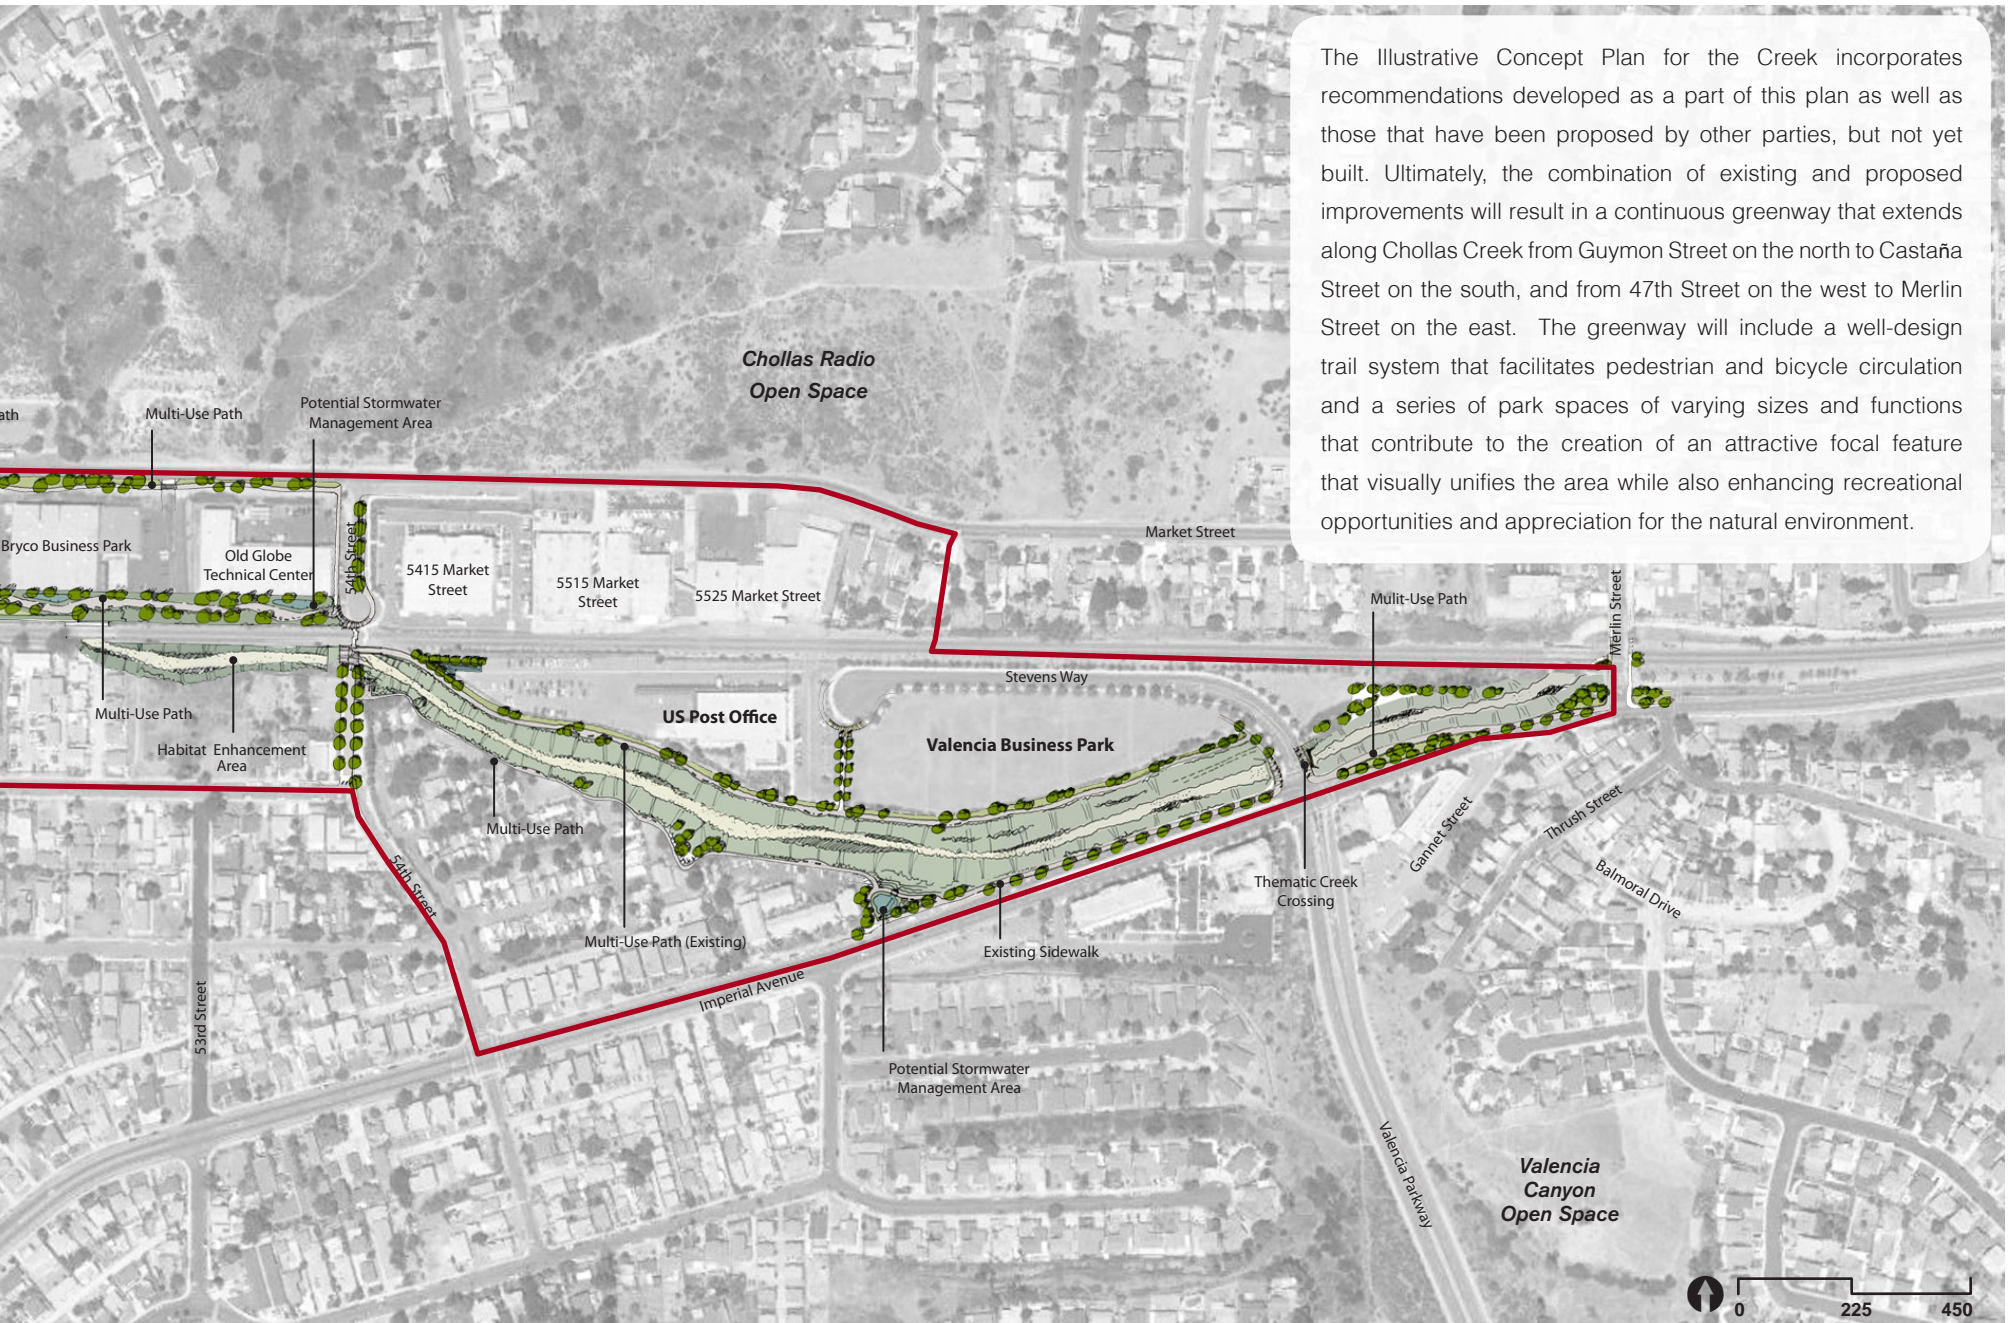 The Illustrative Concept Plan for the Creek incorporates
recommendations developed as a part of this plan as well as
those that have been proposed by other parties, but not yet
built. Ultimately, the combination of existing and proposed
improvements will result in a continuous greenway that extends
along Chollas Creek from Guymon Street on the north to Castaña
Street on the south, and from 47th Street on the west to Merlin
Street on the east. The greenway will include a well-design
trail system that facilitates pedestrian and bicycle circulation
and a series of park spaces of varying sizes and functions
that contribute to the creation of an attractive focal feature
that visually unifies the area while also enhancing recreational
opportunities and appreciation for the natural environment.
Chollas Radio
Open Space
ath
Multi-Use Path
Potential Stormwater
Management Area
Market Street
Bryco Business Park
Old Globe
Technical Center
54th Street
5415 Market
Street
5515 Market
Street
5525 Market Street
Mulit-Use Path
Merlin Street
Stevens Way
Multi-Use Path
US Post Office
Valencia Business Park
Habitat Enhancement
Area
Multi-Use Path
54th Street
Gannet Street
Thrush Street
Balmoral Drive
Thematic Creek
Crossing
Multi-Use Path (Existing)
Existing Sidewalk
Imperial Avenue
53rd Street
Potential Stormwater
Management Area
Valencia Parkway
Valencia
Canyon
Open Space
0 225 450